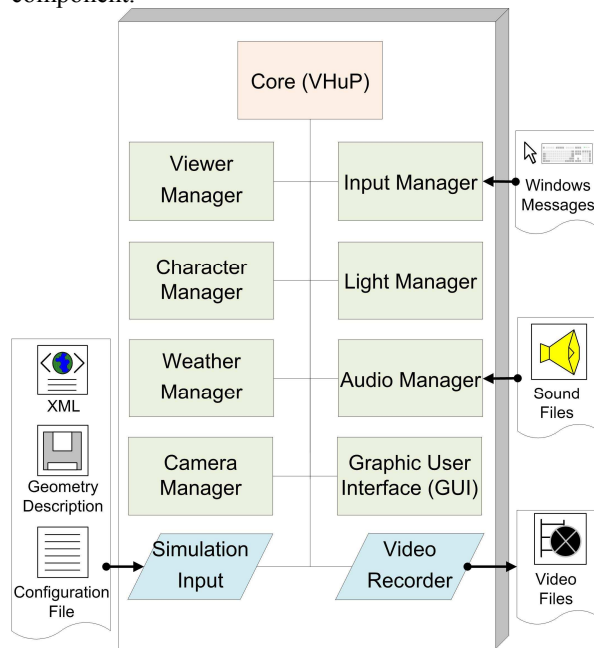 component.
Core (VHuP)
Viewer
Manager
Input Manager
Windows
Messages
Character
Manager
Light Manager
Weather
Manager
Audio Manager
Sound
Files
Camera
Manager
Graphic User
Interface (GUI)
XML
Geometry
Description
Configuration
File
Simulation
Input
Video
Recorder
Video
Files